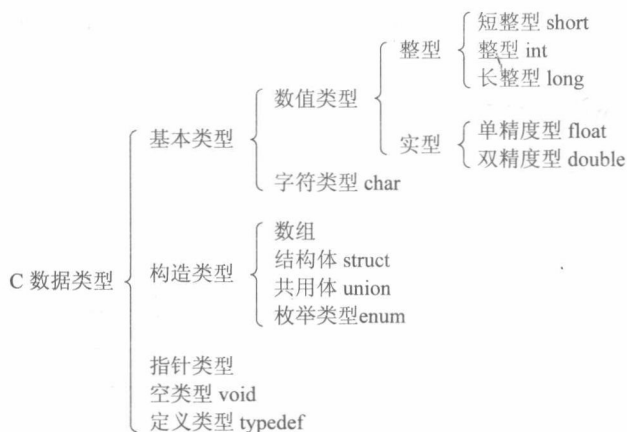 短整型 short
整型
整型 int
长整型 long
数值类型
单精度型 float
基本类型
实型
双精度型 double
字符类型 char
数组
结构体 struct
C 数据类型
构造类型
共用体 union
枚举类型enum
指针类型
空类型 void
定义类型 typedef